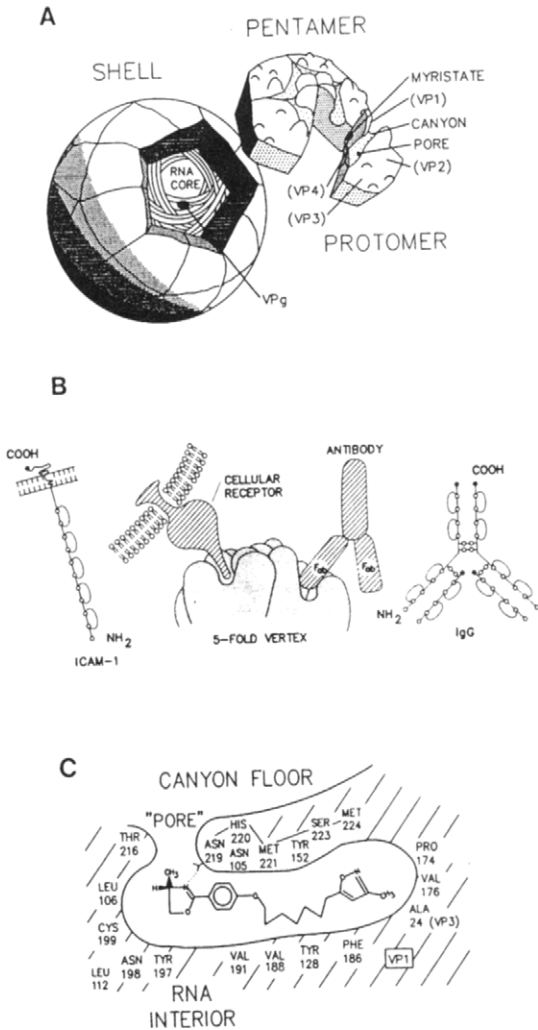 A
PENTAMER
SHELL
MYRISTATE
(VP1)
CANYON
PORE
(VP2)
RNA
CORE
(VP4)
(VP3)
PROTOMER
VPg
B
COOH
CELLULAR
RECEPTOR
ANTIBODY
COOH
Fab
Fab
NH2
ICAM-1
5-FOLD VERTEX
NH2
IgG
C
CANYON FLOOR
"PORE"
THR
216
HIS
220
ASN
219
ASN
105
MET
221
TYR
152
SER
223
MET
224
PRO
174
VAL
176
ALA
24 (VP3)
LEU
106
CH3
H
N
O
O
O
N
CH3
CYS
199
LEU
112
ASN
198
TYR
197
VAL
191
VAL
188
TYR
128
PHE
186
VP1
RNA
INTERIOR